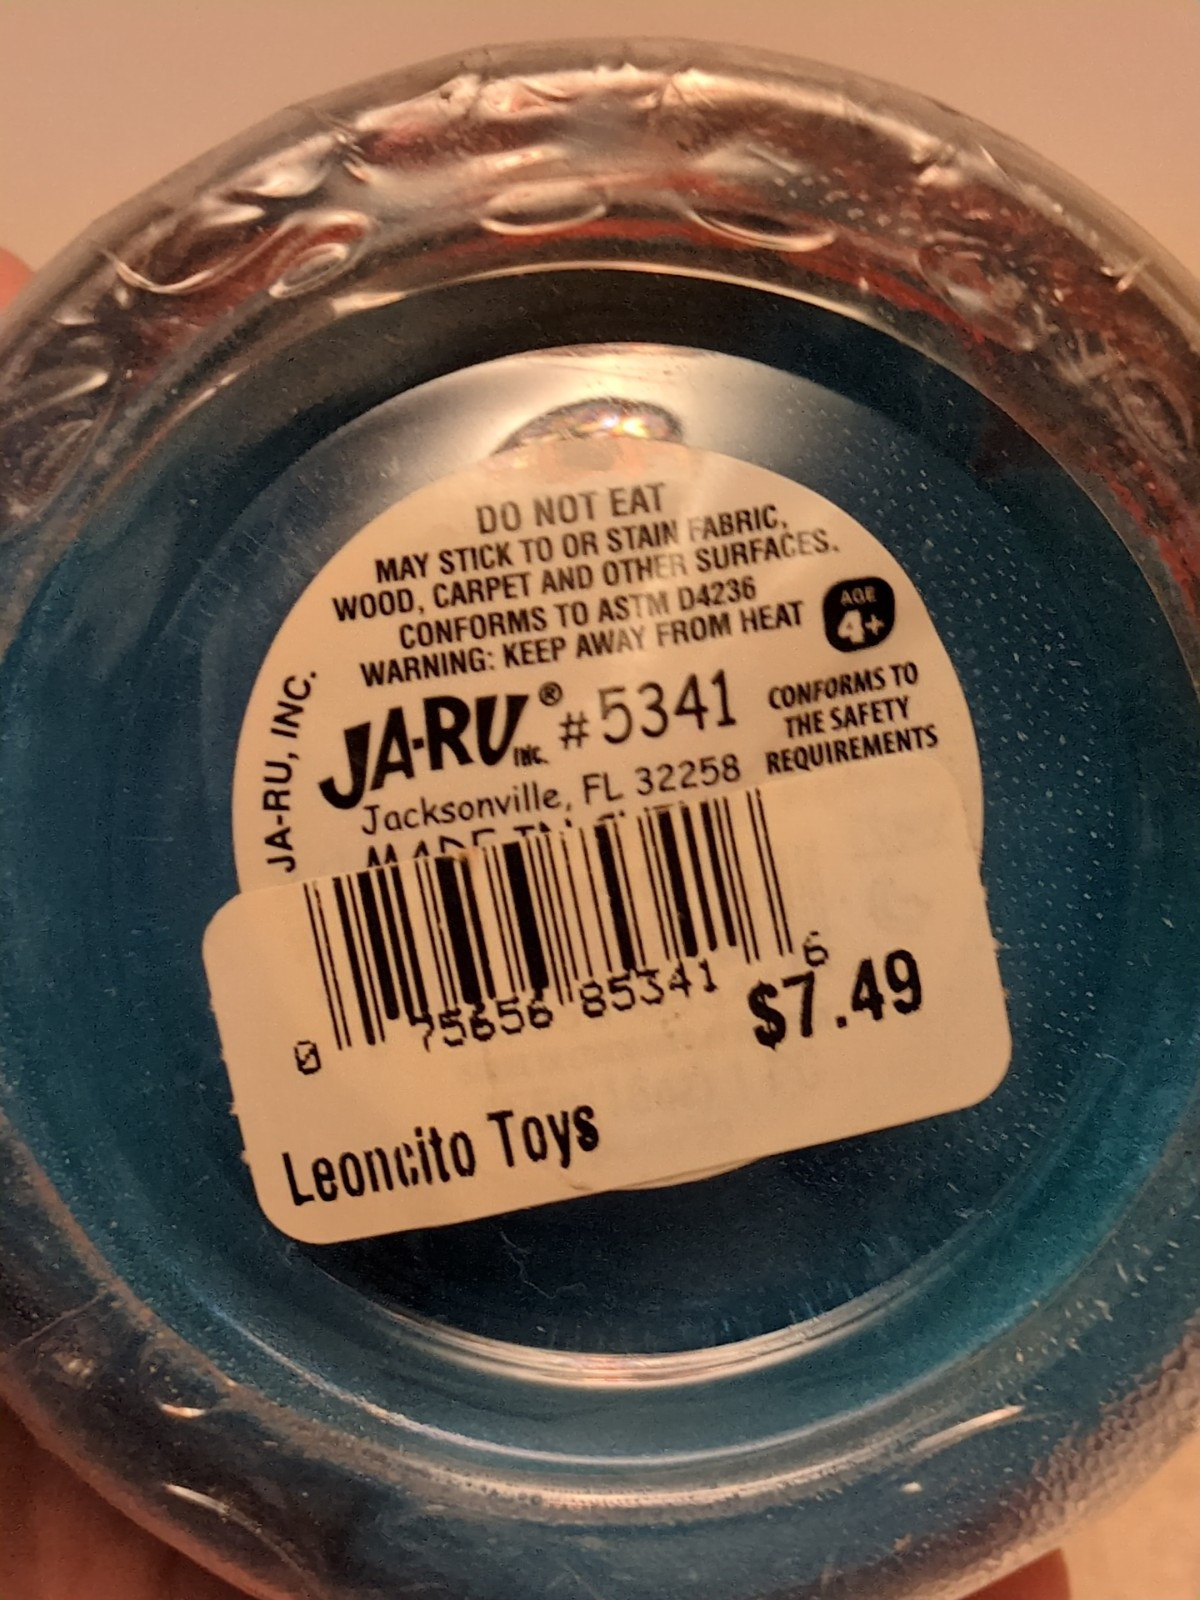 DO NOT EAT
MAY STICK TO OR STAIN FABRIC,
WOOD, CARPET AND OTHER SURFACES.
CONFORMS TO ASTM D4236
WARNING: KEEP AWAY FROM HEAT
AGE
4+
JA-RU, INC.
JA-RU® INC. #5341
Jacksonville, FL 32258
CONFORMS TO
THE SAFETY
REQUIREMENTS
MADE IN
0 75656 85341 6
$7.49
Leoncito Toys